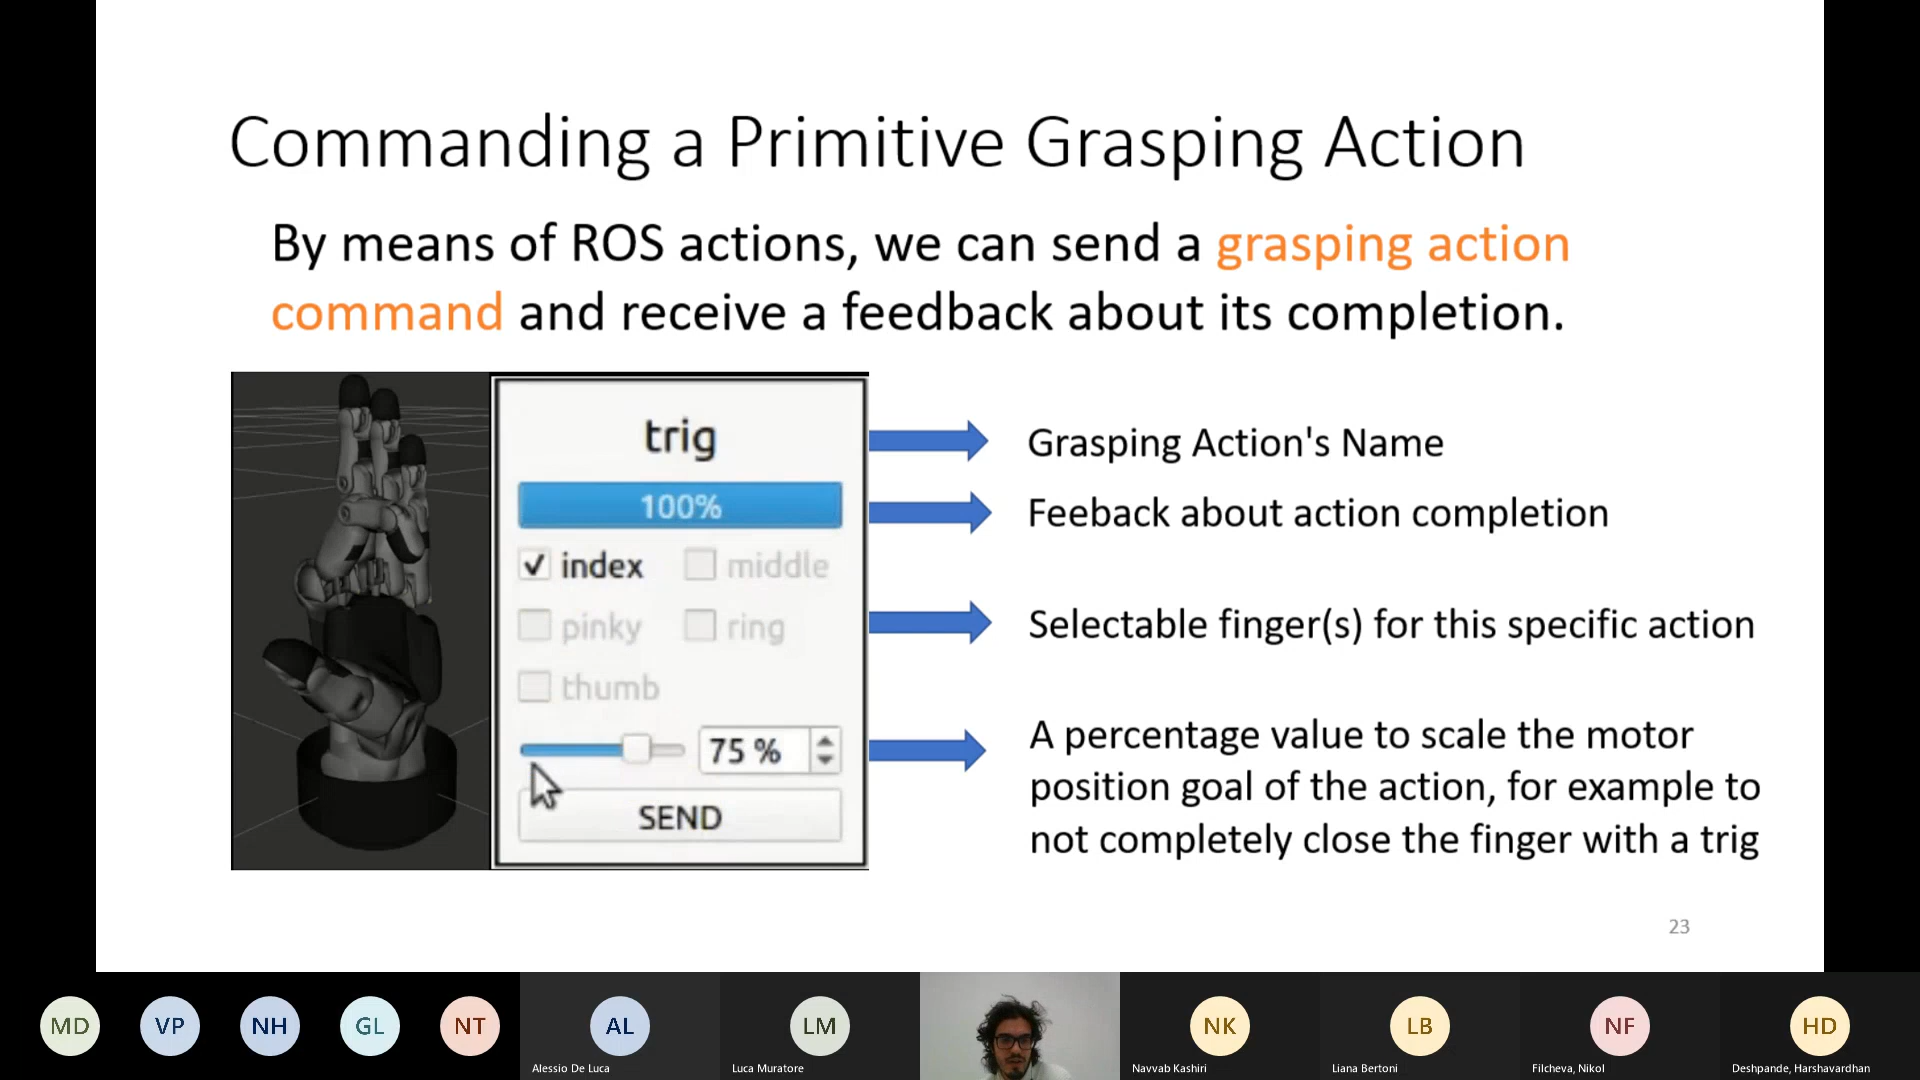 Commanding a Primitive Grasping Action
By means of ROS actions, we can send a grasping action
command and receive a feedback about its completion.
trig
100%
index middle
pinky ring
thumb
75 %
SEND
Grasping Action's Name
Feeback about action completion
Selectable finger(s) for this specific action
A percentage value to scale the motor
position goal of the action, for example to
not completely close the finger with a trig
23
MD VP NH GL NT AL LM NK LB NF HD
Alessio De Luca Luca Muratore Navvab Kashiri Liana Bertoni Filcheva, Nikol Deshpande, Harshavardhan